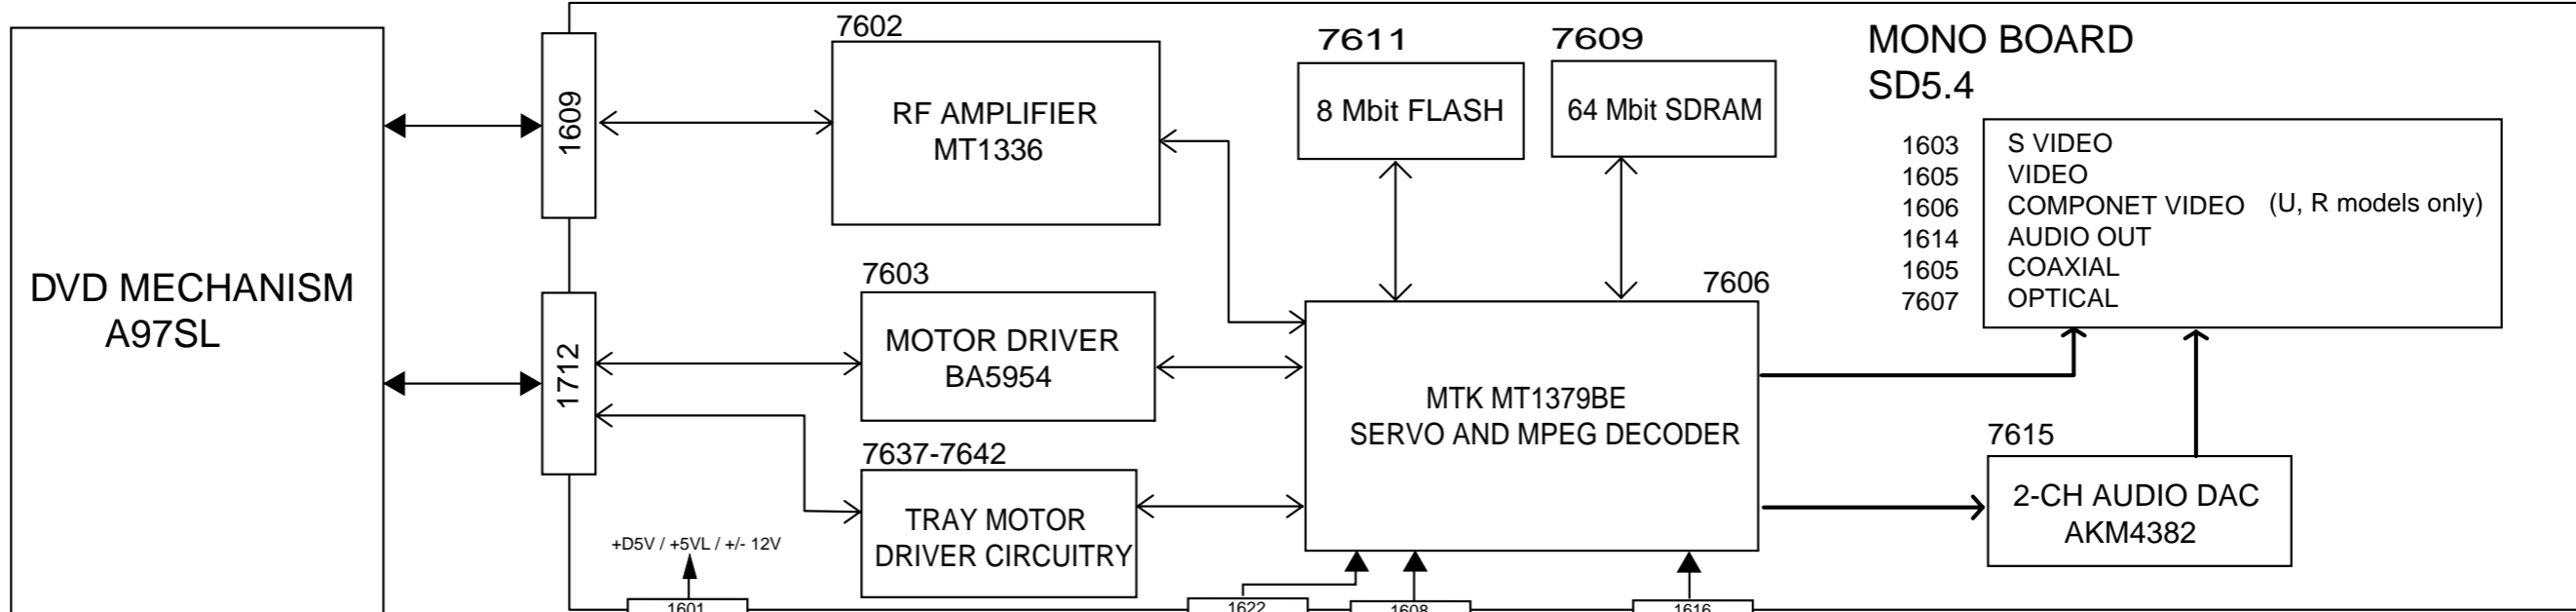 7602
7611
7609
MONO BOARD
SD5.4
DVD MECHANISM
A97SL
1609
RF AMPLIFIER
MT1336
8 Mbit FLASH
64 Mbit SDRAM
1603 S VIDEO
1605 VIDEO
1606 COMPONET VIDEO (U, R models only)
1614 AUDIO OUT
1605 COAXIAL
7607 OPTICAL
7603
7606
1712
MOTOR DRIVER
BA5954
MTK MT1379BE
SERVO AND MPEG DECODER
7637-7642
TRAY MOTOR
DRIVER CIRCUITRY
7615
2-CH AUDIO DAC
AKM4382
+D5V / +5VL / +/- 12V
1601
1622
1608
1616